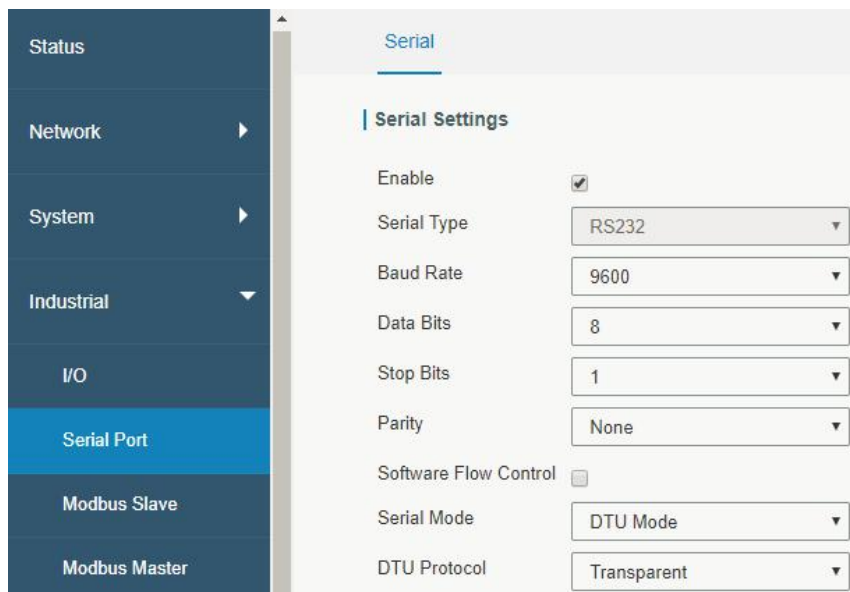 Status
Network
System
Industrial
I/O
Serial Port
Modbus Slave
Modbus Master
Serial
Serial Settings
Enable
Serial Type RS232
Baud Rate 9600
Data Bits 8
Stop Bits 1
Parity None
Software Flow Control
Serial Mode DTU Mode
DTU Protocol Transparent